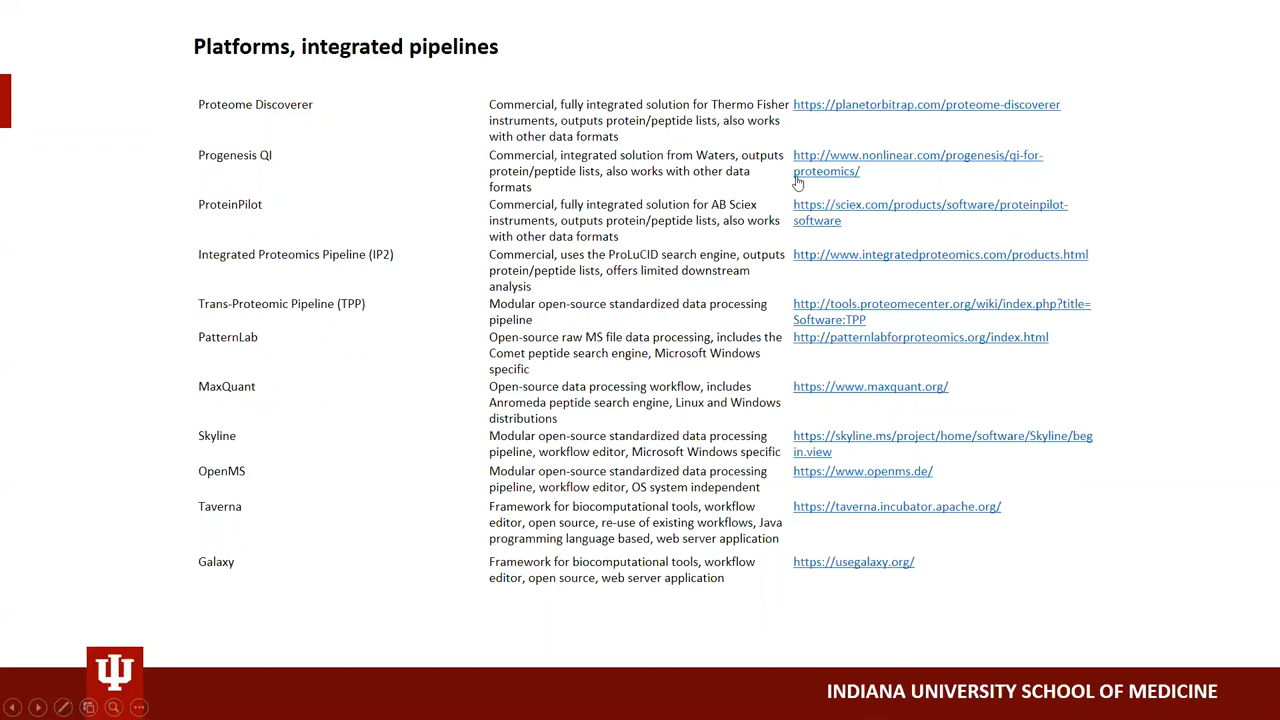 Platforms, integrated pipelines
Proteome Discoverer
Commercial, fully integrated solution for Thermo Fisher
instruments, outputs protein/peptide lists, also works
with other data formats
https://planetorbitrap.com/proteome-discoverer
Progenesis QI
Commercial, integrated solution from Waters, outputs
protein/peptide lists, also works with other data
formats
http://www.nonlinear.com/progenesis/qi-for-
proteomics/
ProteinPilot
Commercial, fully integrated solution for AB Sciex
instruments, outputs protein/peptide lists, also works
with other data formats
https://sciex.com/products/software/proteinpilot-
software
Integrated Proteomics Pipeline (IP2)
Commercial, uses the ProLuCID search engine, outputs
protein/peptide lists, offers limited downstream
analysis
http://www.integratedproteomics.com/products.html
Trans-Proteomic Pipeline (TPP)
Modular open-source standardized data processing
pipeline
http://tools.proteomecenter.org/wiki/index.php?title=
Software:TPP
PatternLab
Open-source raw MS file data processing, includes the
Comet peptide search engine, Microsoft Windows
specific
http://patternlabforproteomics.org/index.html
MaxQuant
Open-source data processing workflow, includes
Anromeda peptide search engine, Linux and Windows
distributions
https://www.maxquant.org/
Skyline
Modular open-source standardized data processing
pipeline, workflow editor, Microsoft Windows specific
https://skyline.ms/project/home/software/Skyline/beg
in.view
OpenMS
Modular open-source standardized data processing
pipeline, workflow editor, OS system independent
https://www.openms.de/
Taverna
Framework for biocomputational tools, workflow
editor, open source, re-use of existing workflows, Java
programming language based, web server application
https://taverna.incubator.apache.org/
Galaxy
Framework for biocomputational tools, workflow
editor, open source, web server application
https://usegalaxy.org/
INDIANA UNIVERSITY SCHOOL OF MEDICINE